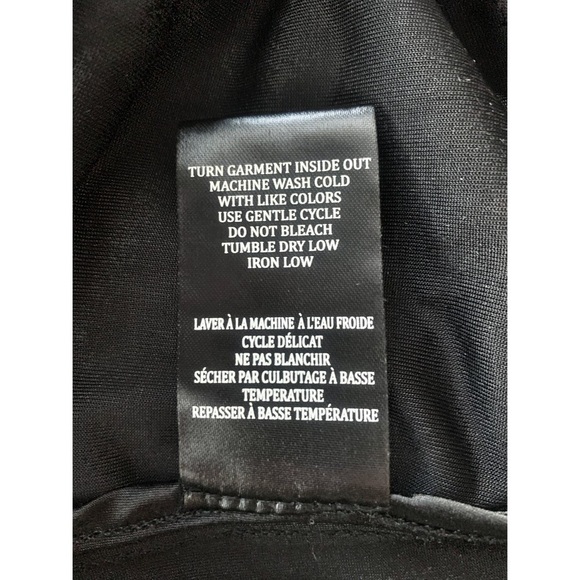 TURN GARMENT INSIDE OUT
MACHINE WASH COLD
WITH LIKE COLORS
USE GENTLE CYCLE
DO NOT BLEACH
TUMBLE DRY LOW
IRON LOW
LAVER À LA MACHINE À L'EAU FROIDE
CYCLE DÉLICAT
NE PAS BLANCHIR
SÉCHER PAR CULBUTAGE À BASSE
TEMPERATURE
REPASSER À BASSE TEMPÉRATURE